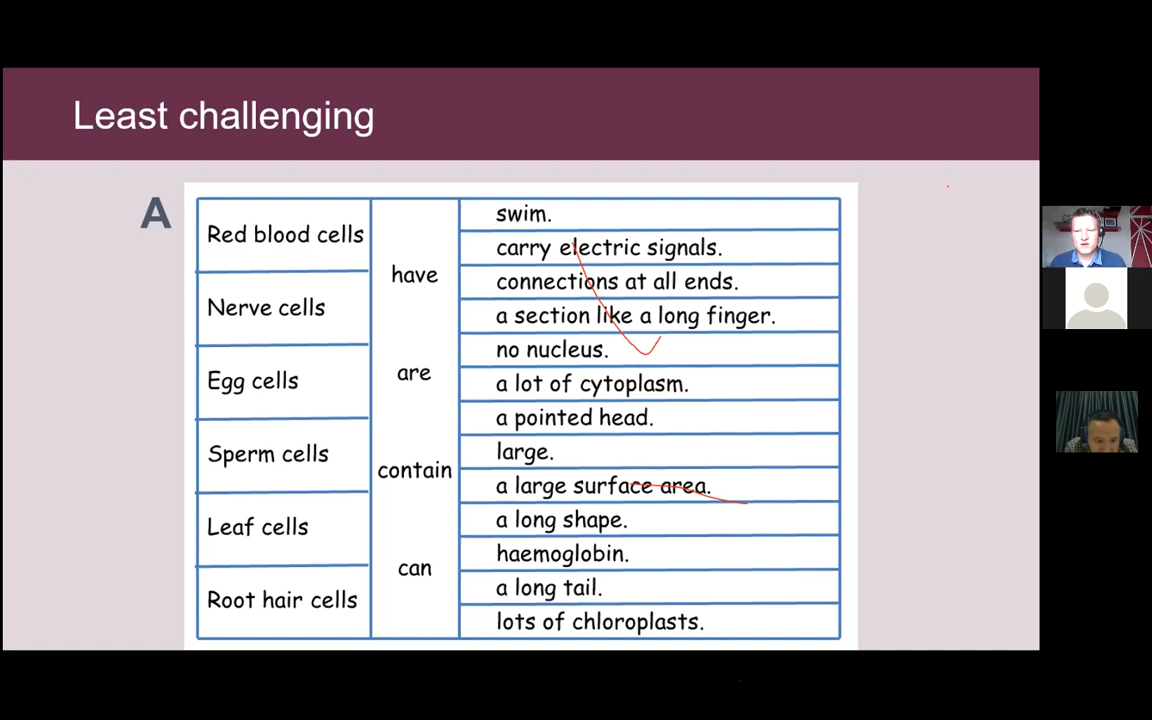 Least challenging
A
Red blood cells
Nerve cells
Egg cells
Sperm cells
Leaf cells
Root hair cells
have
are
contain
can
swim.
carry electric signals.
connections at all ends.
a section like a long finger.
no nucleus.
a lot of cytoplasm.
a pointed head.
large.
a large surface area.
a long shape.
haemoglobin.
a long tail.
lots of chloroplasts.